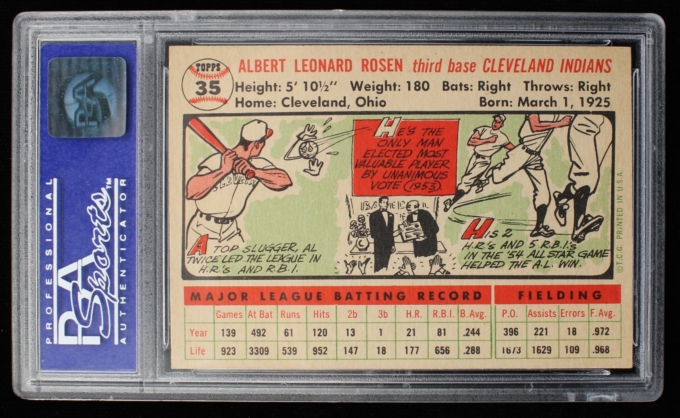 TOPPS
35
ALBERT LEONARD ROSEN third base CLEVELAND INDIANS
Height: 5' 10½" Weight: 180 Bats: Right Throws: Right
Home: Cleveland, Ohio Born: March 1, 1925
A TOP SLUGGER, AL
TWICE LED THE LEAGUE IN
H.R's AND R.B.I.
HE'S THE
ONLY MAN
ELECTED MOST
VALUABLE PLAYER
BY UNANIMOUS
VOTE (1953)
HIS 2
H.R's AND 5 R.B.I.'s
IN THE '54 ALL STAR GAME
HELPED THE A.L. WIN.
© T.C.G. PRINTED IN U.S.A.
MAJOR LEAGUE BATTING RECORD FIELDING
Games At Bat Runs Hits 2b 3b H.R. R.B.I. B.Avg. P.O. Assists Errors F.Avg.
Year 139 492 61 120 13 1 21 81 .244 396 221 18 .972
Life 923 3309 539 952 147 18 177 656 .288 1673 1629 109 .968
PSA
PROFESSIONAL
PSA Sports™
AUTHENTICATOR